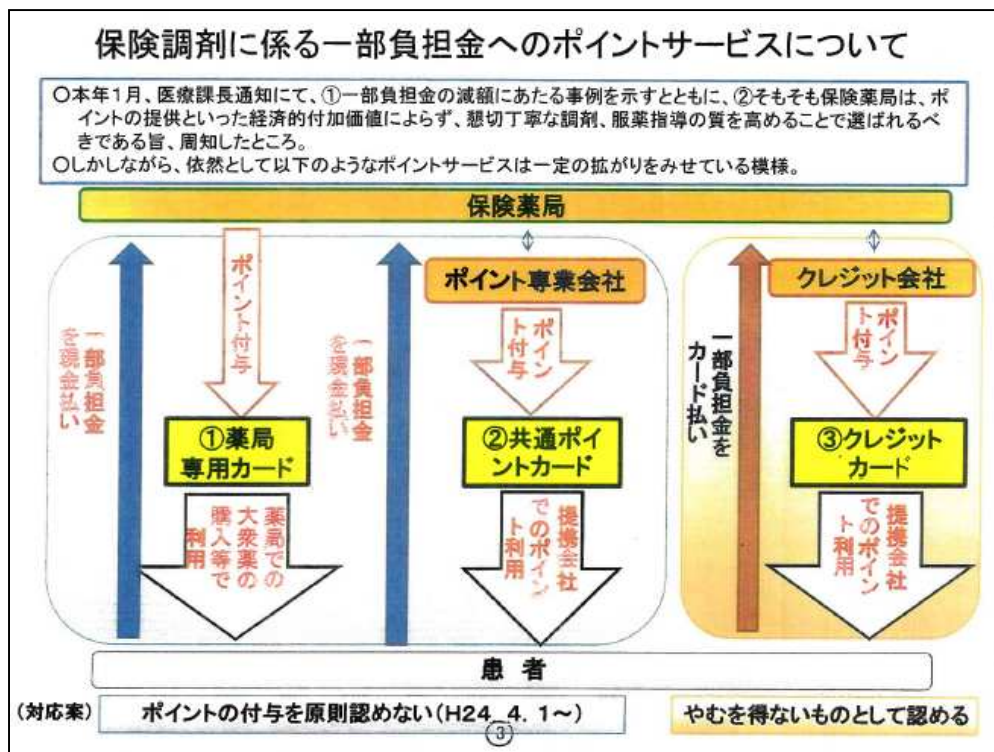 保険調剤に係る一部負担金へのポイントサービスについて
○本年1月、医療課長通知にて、①一部負担金の減額にあたる事例を示すとともに、②そもそも保険薬局は、ポ
イントの提供といった経済的付加価値によらず、懇切丁寧な調剤、服薬指導の質を高めることで選ばれるべ
きである旨、周知したところ。
○しかしながら、依然として以下のようなポイントサービスは一定の拡がりをみせている模様。
保険薬局
一部負担金
を現金払い
ポイント付与
①薬局
専用カード
薬局での
大衆薬の
購入等で
利用
一部負担金
を現金払い
ポイント専業会社
ポイン
ト付与
②共通ポイ
ントカード
提携会社
でのポイン
ト利用
一部負担金を
カード払い
クレジット会社
ポイン
ト付与
③クレジット
カード
提携会社
でのポイン
ト利用
患者
(対応案)
ポイントの付与を原則認めない(H24.4.1~)
やむを得ないものとして認める
③